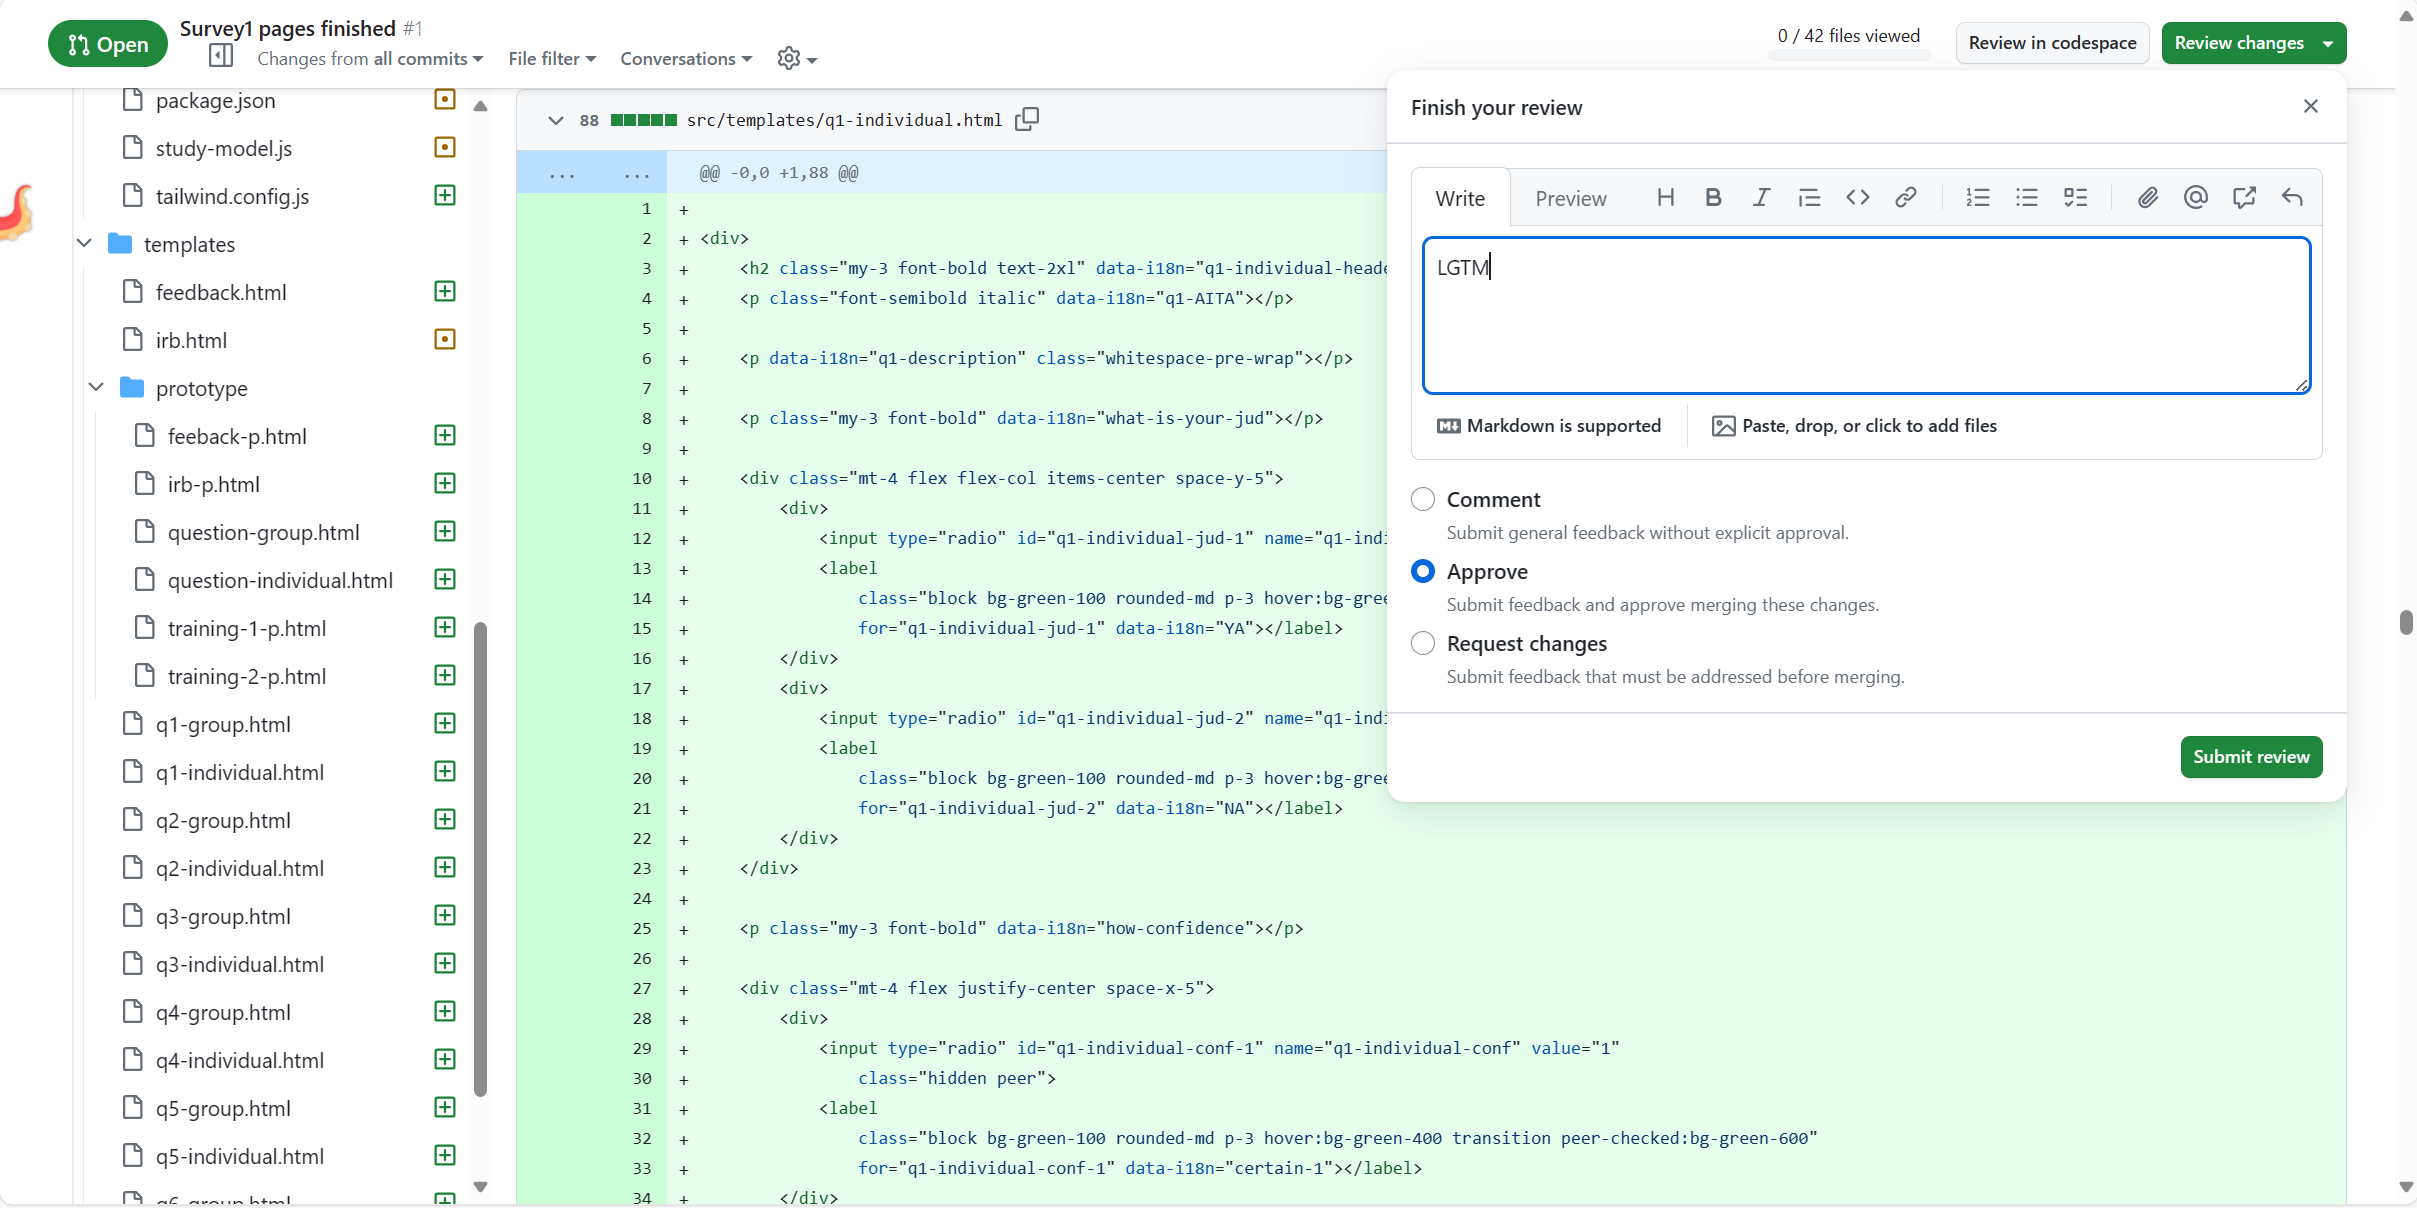 Open
Survey1 pages finished #1
Changes from all commits
File filter
Conversations
0 / 42 files viewed
Review in codespace
Review changes
package.json
study-model.js
tailwind.config.js
templates
feedback.html
irb.html
prototype
feeback-p.html
irb-p.html
question-group.html
question-individual.html
training-1-p.html
training-2-p.html
q1-group.html
q1-individual.html
q2-group.html
q2-individual.html
q3-group.html
q3-individual.html
q4-group.html
q4-individual.html
q5-group.html
q5-individual.html
q6-group.html
88 src/templates/q1-individual.html
... ... @@ -0,0 +1,88 @@
1 +
2 + <div>
3 + <h2 class="my-3 font-bold text-2xl" data-i18n="q1-individual-heade
4 + <p class="font-semibold italic" data-i18n="q1-AITA"></p>
5 +
6 + <p data-i18n="q1-description" class="whitespace-pre-wrap"></p>
7 +
8 + <p class="my-3 font-bold" data-i18n="what-is-your-jud"></p>
9 +
10 + <div class="mt-4 flex flex-col items-center space-y-5">
11 + <div>
12 + <input type="radio" id="q1-individual-jud-1" name="q1-indi
13 + <label
14 + class="block bg-green-100 rounded-md p-3 hover:bg-gree
15 + for="q1-individual-jud-1" data-i18n="YA"></label>
16 + </div>
17 + <div>
18 + <input type="radio" id="q1-individual-jud-2" name="q1-indi
19 + <label
20 + class="block bg-green-100 rounded-md p-3 hover:bg-gree
21 + for="q1-individual-jud-2" data-i18n="NA"></label>
22 + </div>
23 + </div>
24 +
25 + <p class="my-3 font-bold" data-i18n="how-confidence"></p>
26 +
27 + <div class="mt-4 flex justify-center space-x-5">
28 + <div>
29 + <input type="radio" id="q1-individual-conf-1" name="q1-individual-conf" value="1"
30 + class="hidden peer">
31 + <label
32 + class="block bg-green-100 rounded-md p-3 hover:bg-green-400 transition peer-checked:bg-green-600"
33 + for="q1-individual-conf-1" data-i18n="certain-1"></label>
34 + </div>
Finish your review
Write
Preview
LGTM
Markdown is supported
Paste, drop, or click to add files
Comment
Submit general feedback without explicit approval.
Approve
Submit feedback and approve merging these changes.
Request changes
Submit feedback that must be addressed before merging.
Submit review